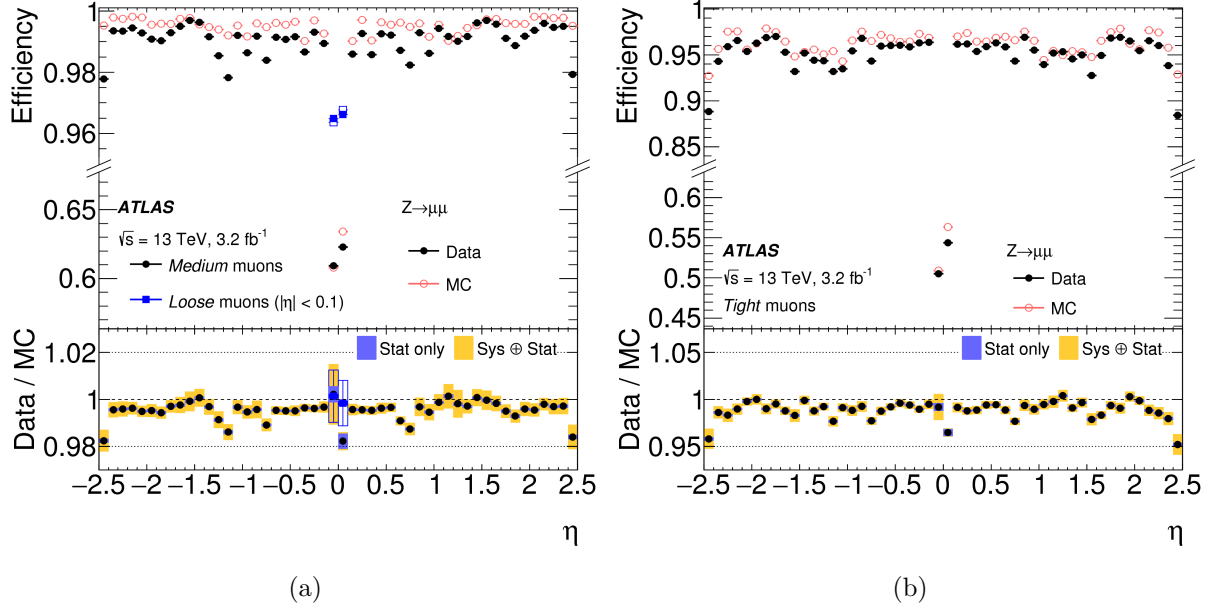 Efficiency
1
0.98
0.96
0.65
0.6
ATLAS
√s = 13 TeV, 3.2 fb⁻¹
Medium muons
Loose muons (|η| < 0.1)
Z→μμ
Data
MC
Data / MC
1.02
1
0.98
Stat only
Sys ⊕ Stat
−2.5 −2 −1.5 −1 −0.5 0 0.5 1 1.5 2 2.5
η
(a)
Efficiency
1
0.95
0.9
0.85
0.6
0.55
0.5
0.45
ATLAS
√s = 13 TeV, 3.2 fb⁻¹
Tight muons
Z→μμ
Data
MC
Data / MC
1.05
1
0.95
Stat only
Sys ⊕ Stat
−2.5 −2 −1.5 −1 −0.5 0 0.5 1 1.5 2 2.5
η
(b)